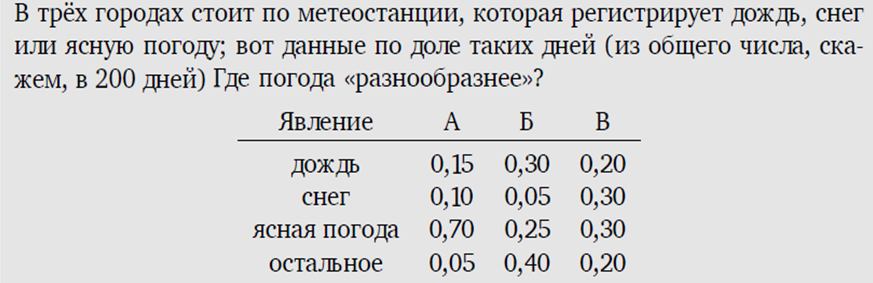 В трёх городах стоит по метеостанции, которая регистрирует дождь, снег
или ясную погоду; вот данные по доле таких дней (из общего числа, ска-
жем, в 200 дней) Где погода «разнообразнее»?
Явление А Б В
дождь 0,15 0,30 0,20
снег 0,10 0,05 0,30
ясная погода 0,70 0,25 0,30
остальное 0,05 0,40 0,20